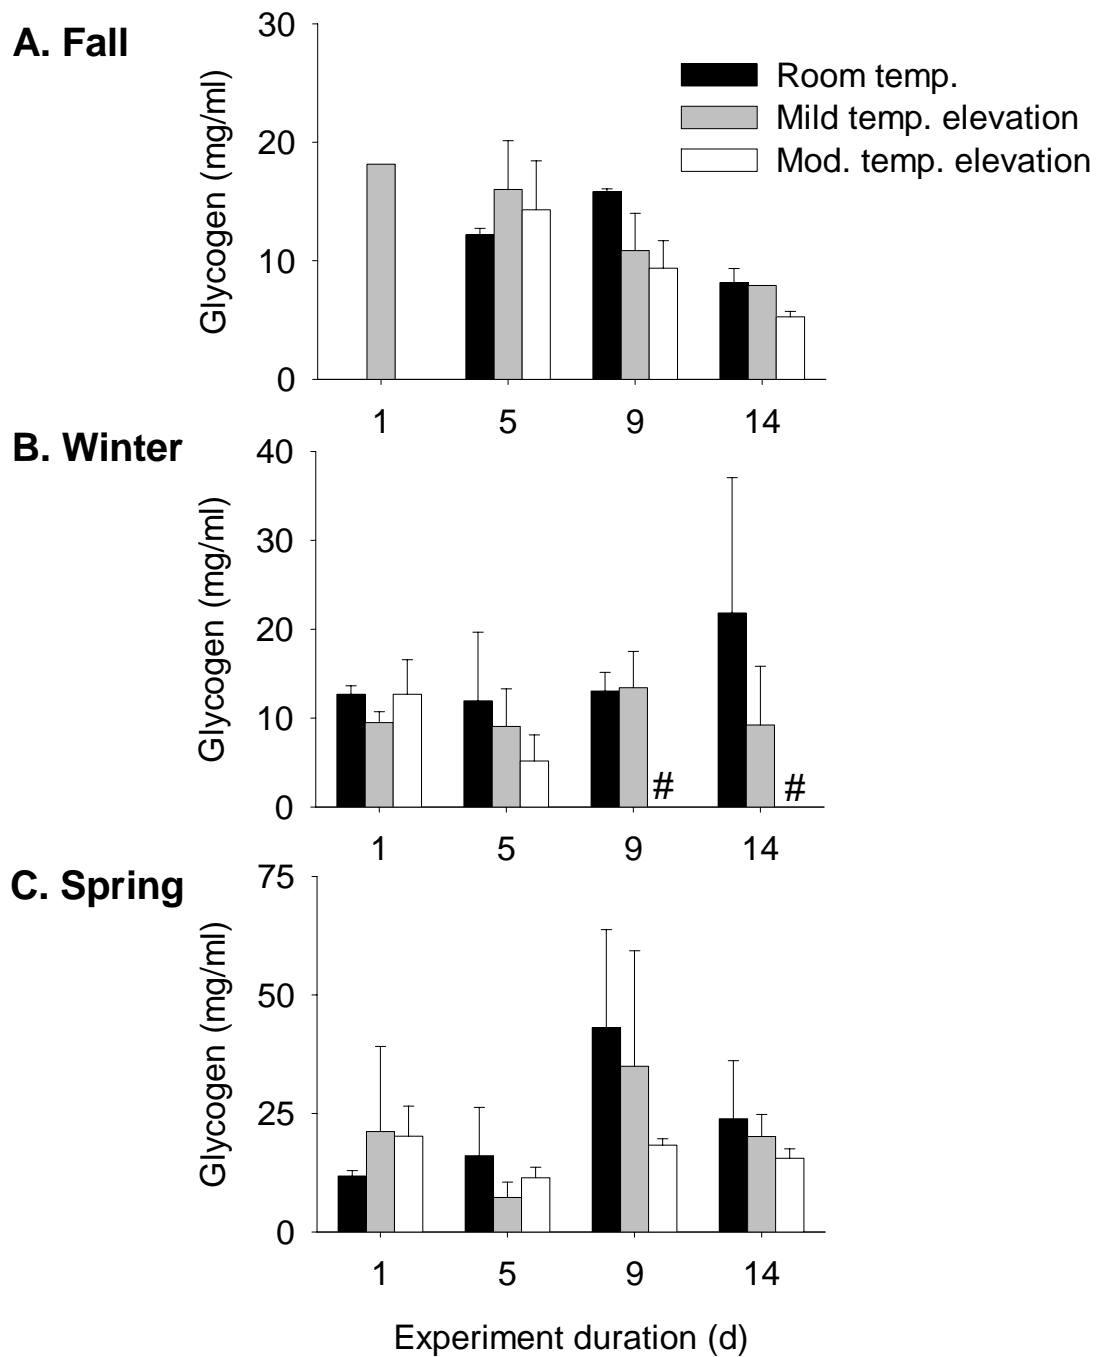 A. Fall
Glycogen (mg/ml)
30
20
10
0
Room temp.
Mild temp. elevation
Mod. temp. elevation
1 5 9 14
B. Winter
Glycogen (mg/ml)
40
30
20
10
0
# #
1 5 9 14
C. Spring
Glycogen (mg/ml)
75
50
25
0
1 5 9 14
Experiment duration (d)